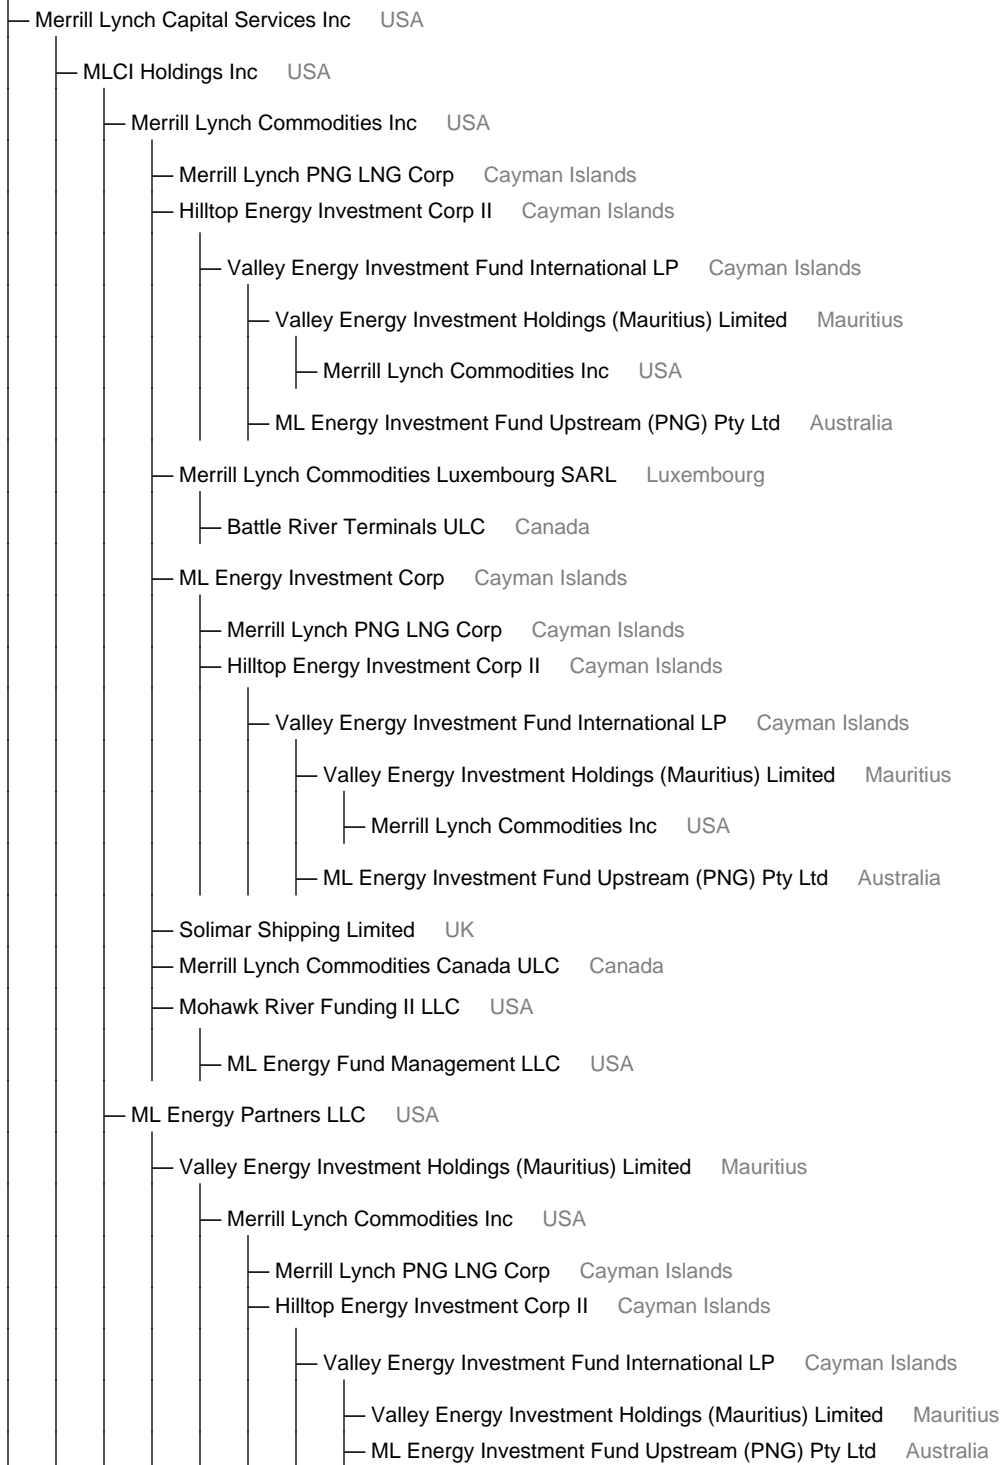 Merrill Lynch Capital Services Inc USA
MLCI Holdings Inc USA
Merrill Lynch Commodities Inc USA
Merrill Lynch PNG LNG Corp Cayman Islands
Hilltop Energy Investment Corp II Cayman Islands
Valley Energy Investment Fund International LP Cayman Islands
Valley Energy Investment Holdings (Mauritius) Limited Mauritius
Merrill Lynch Commodities Inc USA
ML Energy Investment Fund Upstream (PNG) Pty Ltd Australia
Merrill Lynch Commodities Luxembourg SARL Luxembourg
Battle River Terminals ULC Canada
ML Energy Investment Corp Cayman Islands
Merrill Lynch PNG LNG Corp Cayman Islands
Hilltop Energy Investment Corp II Cayman Islands
Valley Energy Investment Fund International LP Cayman Islands
Valley Energy Investment Holdings (Mauritius) Limited Mauritius
Merrill Lynch Commodities Inc USA
ML Energy Investment Fund Upstream (PNG) Pty Ltd Australia
Solimar Shipping Limited UK
Merrill Lynch Commodities Canada ULC Canada
Mohawk River Funding II LLC USA
ML Energy Fund Management LLC USA
ML Energy Partners LLC USA
Valley Energy Investment Holdings (Mauritius) Limited Mauritius
Merrill Lynch Commodities Inc USA
Merrill Lynch PNG LNG Corp Cayman Islands
Hilltop Energy Investment Corp II Cayman Islands
Valley Energy Investment Fund International LP Cayman Islands
Valley Energy Investment Holdings (Mauritius) Limited Mauritius
ML Energy Investment Fund Upstream (PNG) Pty Ltd Australia